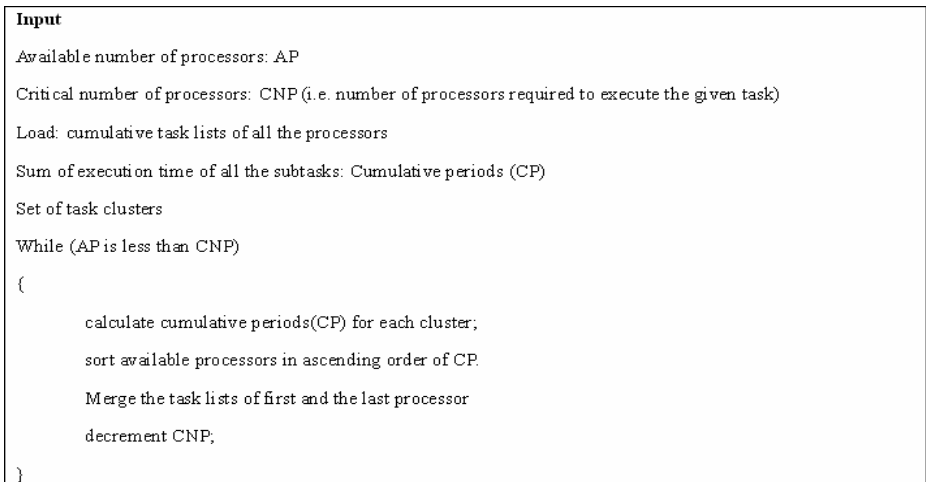 Input
Available number of processors: AP
Critical number of processors: CNP (i.e. number of processors required to execute the given task)
Load: cumulative task lists of all the processors
Sum of execution time of all the subtasks: Cumulative periods (CP)
Set of task clusters
While (AP is less than CNP)
{
calculate cumulative periods(CP) for each cluster;
sort available processors in ascending order of CP.
Merge the task lists of first and the last processor
decrement CNP;
}